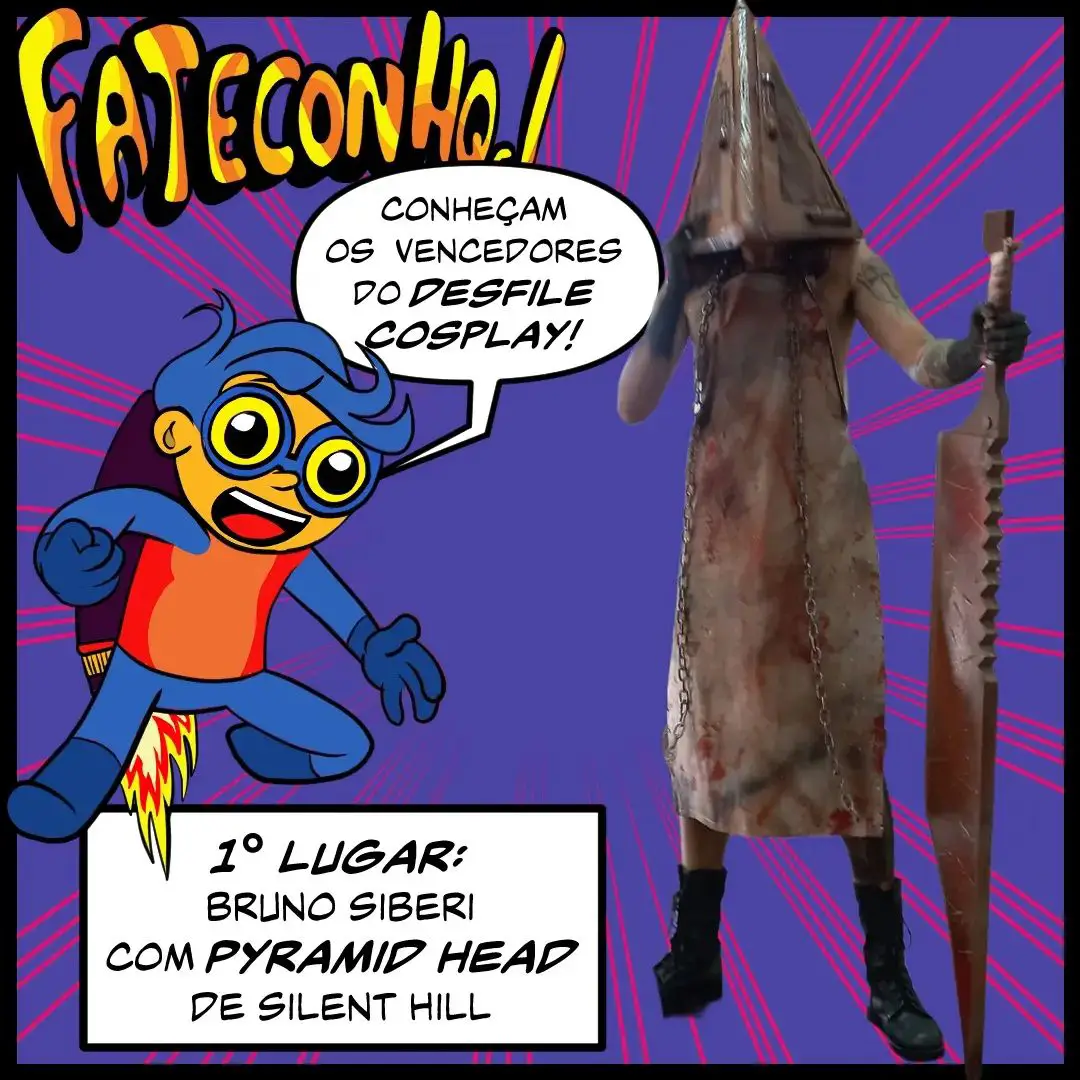 FATECONHQ!
CONHEÇAM
OS VENCEDORES
DO DESFILE
COSPLAY!
1º LUGAR:
BRUNO SIBERI
COM PYRAMID HEAD
DE SILENT HILL